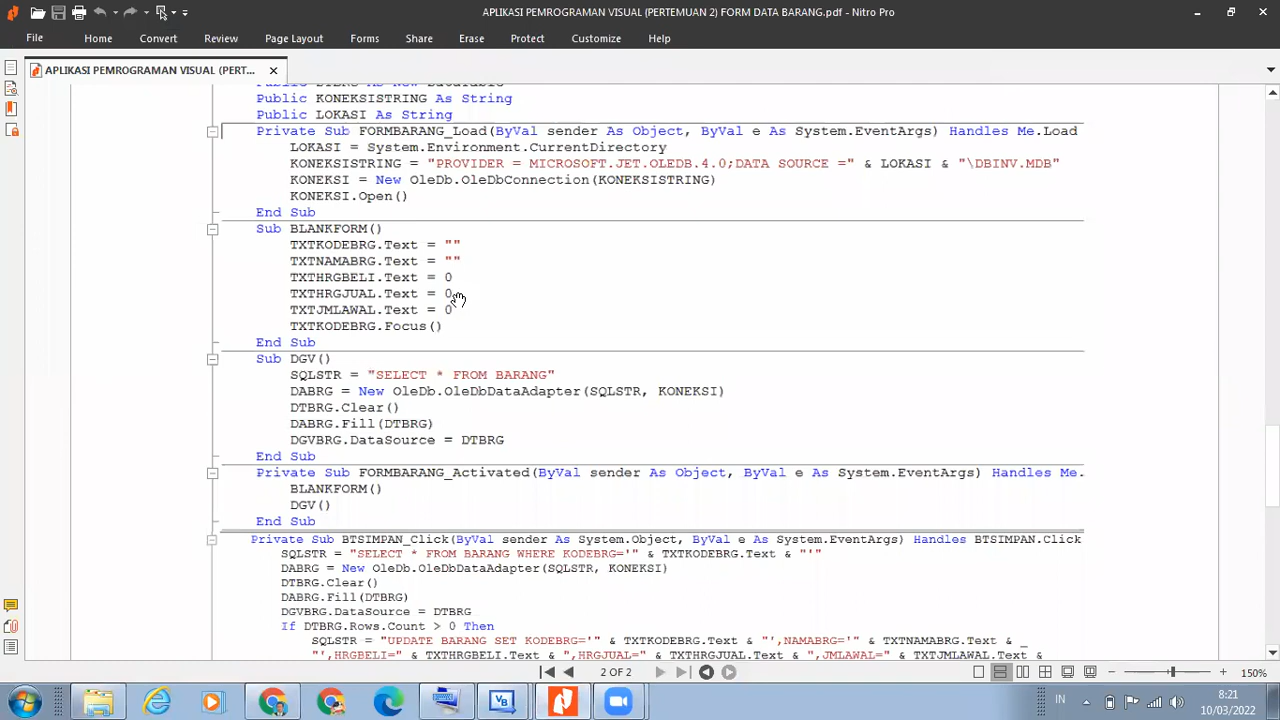 APLIKASI PEMROGRAMAN VISUAL (PERTEMUAN 2) FORM DATA BARANG.pdf - Nitro Pro
File Home Convert Review Page Layout Forms Share Erase Protect Customize Help
APLIKASI PEMROGRAMAN VISUAL (PERT...
Public KONEKSISTRING As String
Public LOKASI As String
Private Sub FORMBARANG_Load(ByVal sender As Object, ByVal e As System.EventArgs) Handles Me.Load
LOKASI = System.Environment.CurrentDirectory
KONEKSISTRING = "PROVIDER = MICROSOFT.JET.OLEDB.4.0;DATA SOURCE =" & LOKASI & "\DBINV.MDB"
KONEKSI = New OleDb.OleDbConnection(KONEKSISTRING)
KONEKSI.Open()
End Sub
Sub BLANKFORM()
TXTKODEBRG.Text = ""
TXTNAMABRG.Text = ""
TXTHRGBELI.Text = 0
TXTHRGJUAL.Text = 0
TXTJMLAWAL.Text = 0
TXTKODEBRG.Focus()
End Sub
Sub DGV()
SQLSTR = "SELECT * FROM BARANG"
DABRG = New OleDb.OleDbDataAdapter(SQLSTR, KONEKSI)
DTBRG.Clear()
DABRG.Fill(DTBRG)
DGVBRG.DataSource = DTBRG
End Sub
Private Sub FORMBARANG_Activated(ByVal sender As Object, ByVal e As System.EventArgs) Handles Me.
BLANKFORM()
DGV()
End Sub
Private Sub BTSIMPAN_Click(ByVal sender As System.Object, ByVal e As System.EventArgs) Handles BTSIMPAN.Click
SQLSTR = "SELECT * FROM BARANG WHERE KODEBRG='" & TXTKODEBRG.Text & "'"
DABRG = New OleDb.OleDbDataAdapter(SQLSTR, KONEKSI)
DTBRG.Clear()
DABRG.Fill(DTBRG)
DGVBRG.DataSource = DTBRG
If DTBRG.Rows.Count > 0 Then
SQLSTR = "UPDATE BARANG SET KODEBRG='" & TXTKODEBRG.Text & "',NAMABRG='" & TXTNAMABRG.Text & _
"',HRGBELI=" & TXTHRGBELI.Text & ",HRGJUAL=" & TXTHRGJUAL.Text & ",JMLAWAL=" & TXTJMLAWAL.Text &
2 OF 2
150%
IN
8:21
10/03/2022